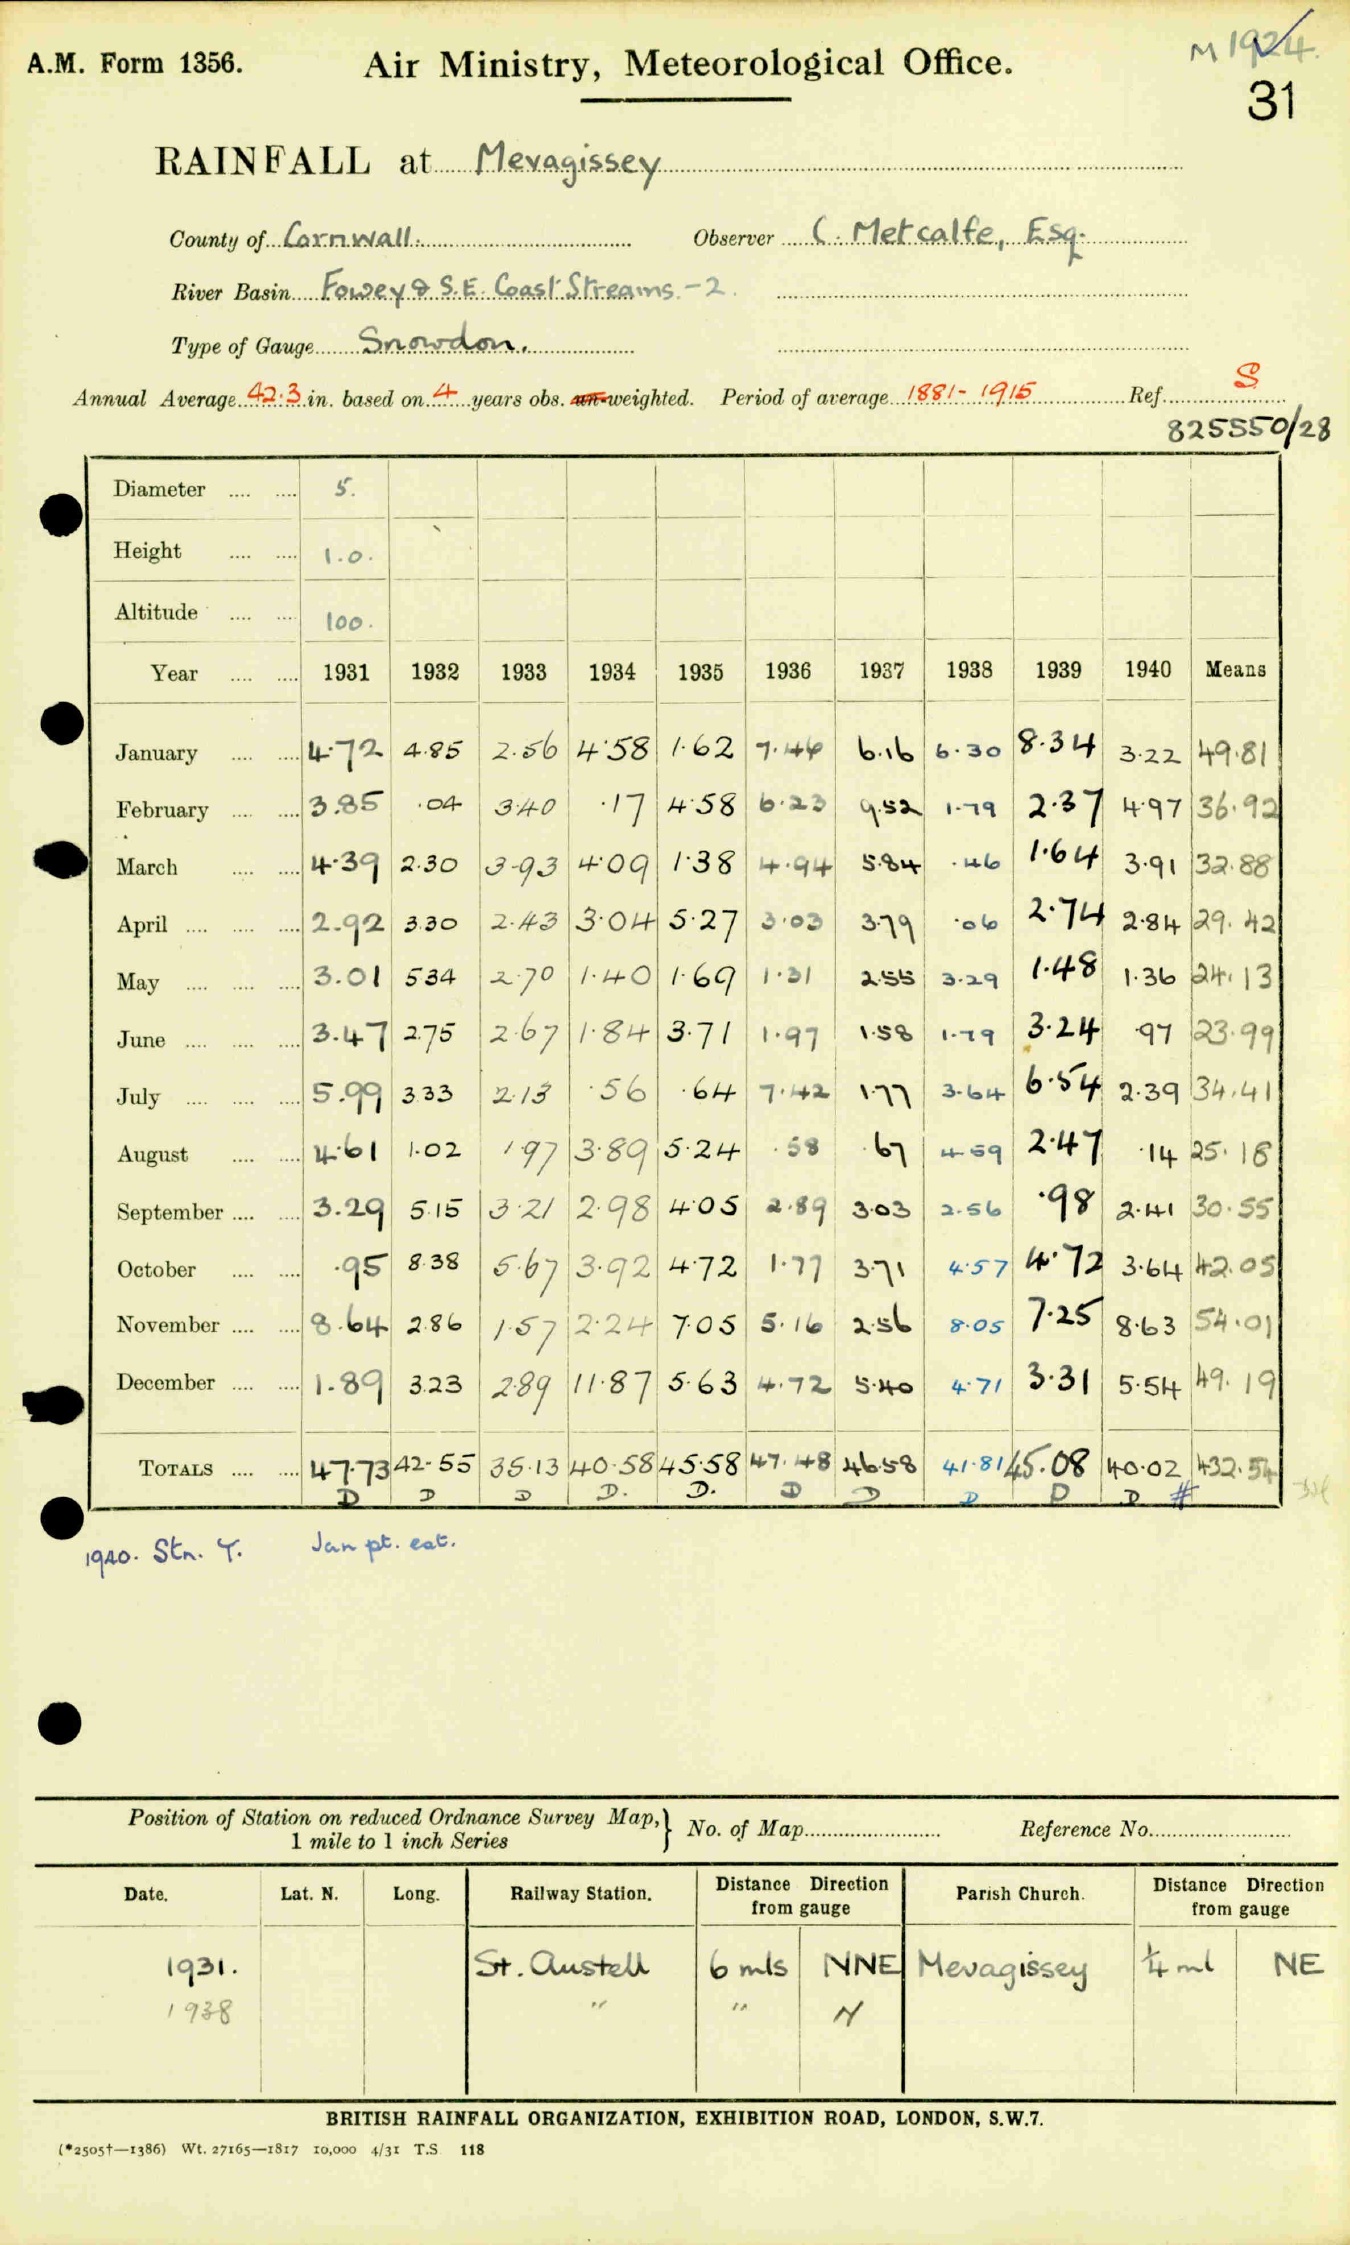 M 1924.
A.M. Form 1356. Air Ministry, Meteorological Office.
31
RAINFALL at Mevagissey
County of Cornwall. Observer C. Metcalfe, Esq.
River Basin Fowey & S.E. Coast Streams - 2.
Type of Gauge Snowdon.
Annual Average 42.3 in. based on 4 years obs. un-weighted. Period of average 1881 - 1915 Ref. S
825550/28
Diameter .... .... 5.
Height .... .... 1.0.
Altitude .... .... 100.
Year .... .... 1931 1932 1933 1934 1935 1936 1937 1938 1939 1940 Means
January .... .... 4.72 4.85 2.56 4.58 1.62 7.46 6.16 6.30 8.34 3.22 49.81
February .... .... 3.85 .04 3.40 .17 4.58 6.23 9.52 1.79 2.37 4.97 36.92
March .... .... 4.39 2.30 3.93 4.09 1.38 4.94 5.84 .46 1.64 3.91 32.88
April .... .... .... 2.92 3.30 2.43 3.04 5.27 3.03 3.79 .06 2.74 2.84 29.42
May .... .... .... 3.01 534 2.70 1.40 1.69 1.31 2.55 3.29 1.48 1.36 24.13
June .... .... .... 3.47 2.75 2.67 1.84 3.71 1.97 1.58 1.79 3.24 .97 23.99
July .... .... .... 5.99 3.33 2.13 .56 .64 7.42 1.77 3.64 6.54 2.39 34.41
August .... .... 4.61 1.02 1.97 3.89 5.24 .58 .67 4.59 2.47 .14 25.18
September .... .... 3.29 5.15 3.21 2.98 4.05 2.89 3.03 2.56 .98 2.41 30.55
October .... .... .95 8.38 5.67 3.92 4.72 1.77 3.71 4.57 4.72 3.64 42.05
November .... .... 8.64 2.86 1.57 2.24 7.05 5.16 2.56 8.05 7.25 8.63 54.01
December .... .... 1.89 3.23 2.89 11.87 5.63 4.72 5.40 4.71 3.31 5.54 49.19
TOTALS .... .... 47.73 42.55 35.13 40.58 45.58 47.48 46.58 41.81 45.08 40.02 432.54
D D D D. D. D D D D D #
1940. Stn. T. Jan pt. est.
Position of Station on reduced Ordnance Survey Map, 1 mile to 1 inch Series } No. of Map Reference No.
Date. Lat. N. Long. Railway Station. Distance Direction from gauge Parish Church. Distance Direction from gauge
1931. St. Austell 6 mls NNE Mevagissey ¼ ml NE
1938 " " N
BRITISH RAINFALL ORGANIZATION, EXHIBITION ROAD, LONDON, S.W.7.
(*2505†—1386) Wt. 27165—1817 10,000 4/31 T.S. 118